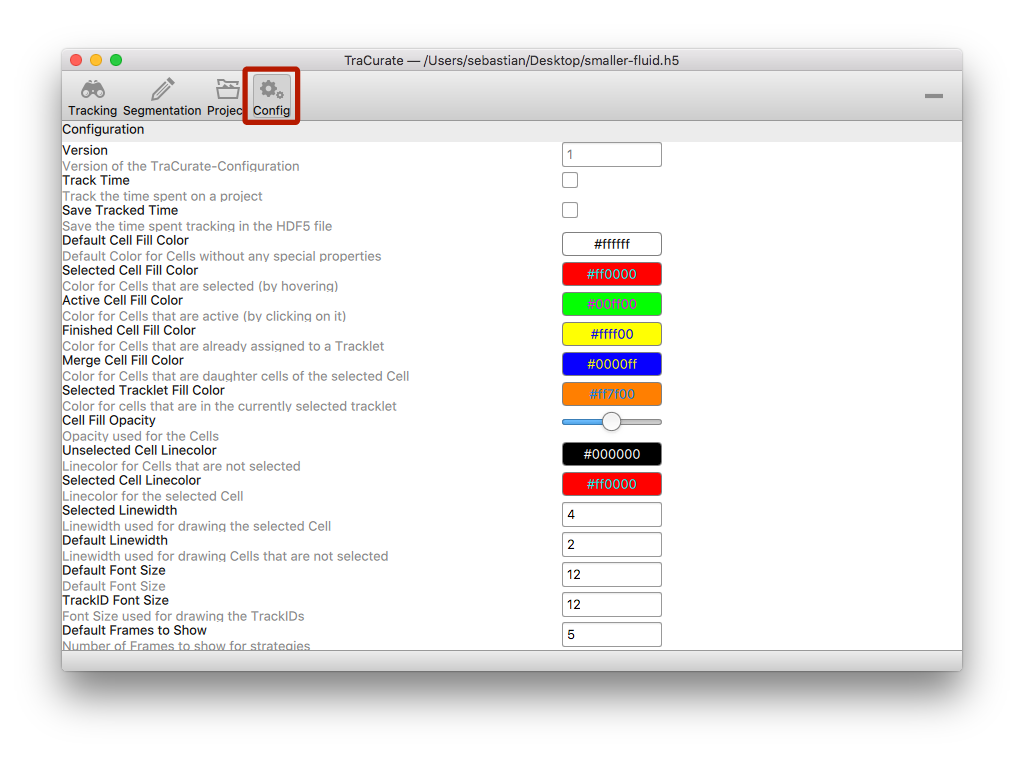 TraCurate — /Users/sebastian/Desktop/smaller-fluid.h5
Tracking Segmentation Project Config
Configuration
Version
1
Version of the TraCurate-Configuration
Track Time
Track the time spent on a project
Save Tracked Time
Save the time spent tracking in the HDF5 file
Default Cell Fill Color
#ffffff
Default Color for Cells without any special properties
Selected Cell Fill Color
#ff0000
Color for Cells that are selected (by hovering)
Active Cell Fill Color
#00ff00
Color for Cells that are active (by clicking on it)
Finished Cell Fill Color
#ffff00
Color for Cells that are already assigned to a Tracklet
Merge Cell Fill Color
#0000ff
Color for Cells that are daughter cells of the selected Cell
Selected Tracklet Fill Color
#ff7f00
Color for cells that are in the currently selected tracklet
Cell Fill Opacity
Opacity used for the Cells
Unselected Cell Linecolor
#000000
Linecolor for Cells that are not selected
Selected Cell Linecolor
#ff0000
Linecolor for the selected Cell
Selected Linewidth
4
Linewidth used for drawing the selected Cell
Default Linewidth
2
Linewidth used for drawing Cells that are not selected
Default Font Size
12
Default Font Size
TrackID Font Size
12
Font Size used for drawing the TrackIDs
Default Frames to Show
5
Number of Frames to show for strategies